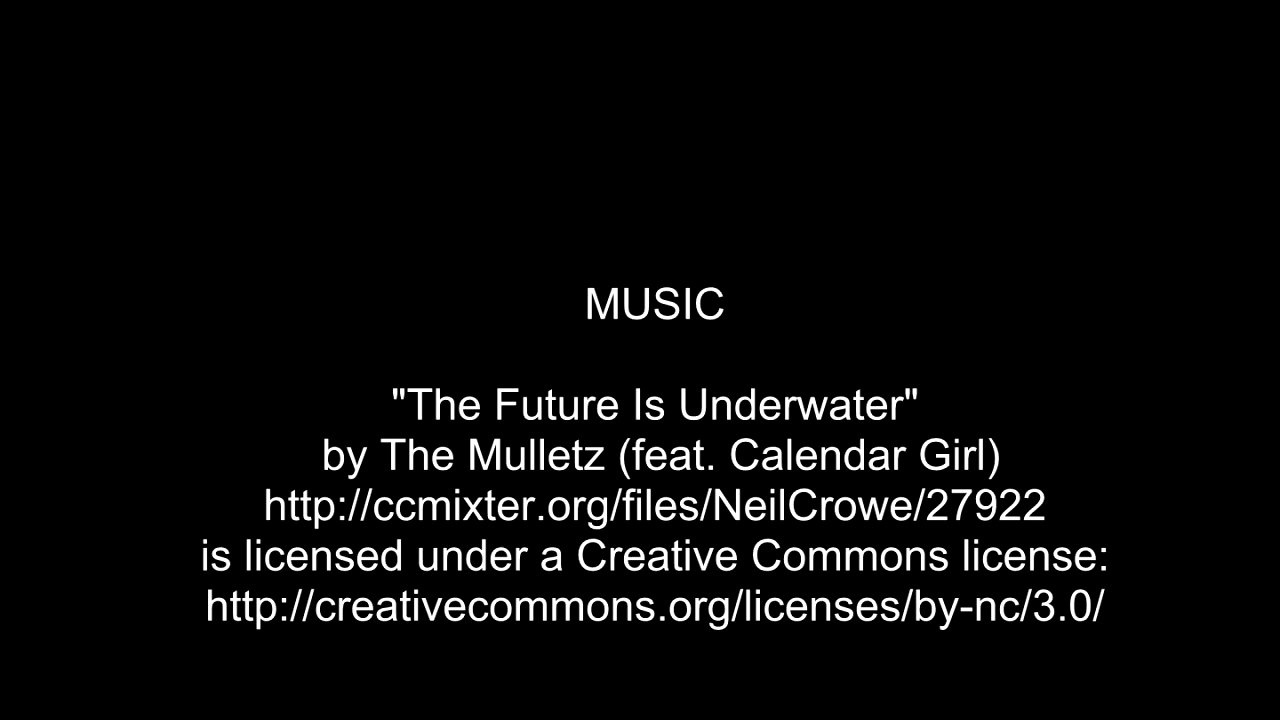 MUSIC
"The Future Is Underwater"
by The Mulletz (feat. Calendar Girl)
http://ccmixter.org/files/NeilCrowe/27922
is licensed under a Creative Commons license:
http://creativecommons.org/licenses/by-nc/3.0/